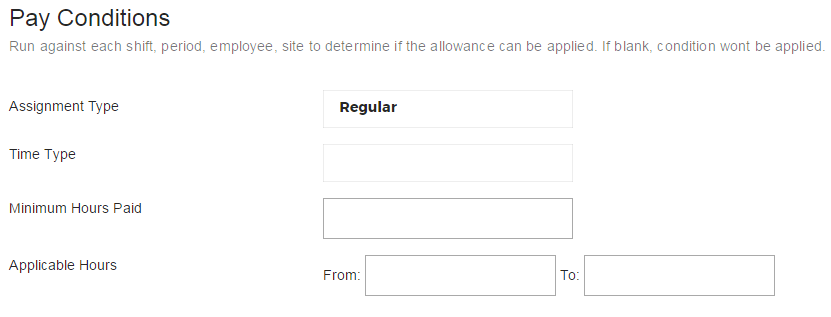 Pay Conditions
Run against each shift, period, employee, site to determine if the allowance can be applied. If blank, condition wont be applied.
Assignment Type Regular
Time Type
Minimum Hours Paid
Applicable Hours From: To: